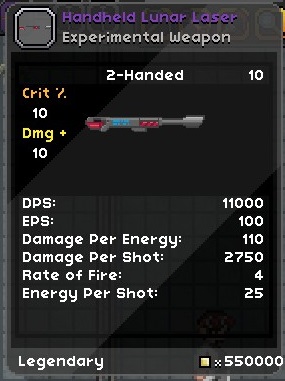 Handheld Lunar Laser
Experimental Weapon
2-Handed 10
Crit %
10
Dmg +
10
DPS: 11000
EPS: 100
Damage Per Energy: 110
Damage Per Shot: 2750
Rate of Fire: 4
Energy Per Shot: 25
Legendary x550000